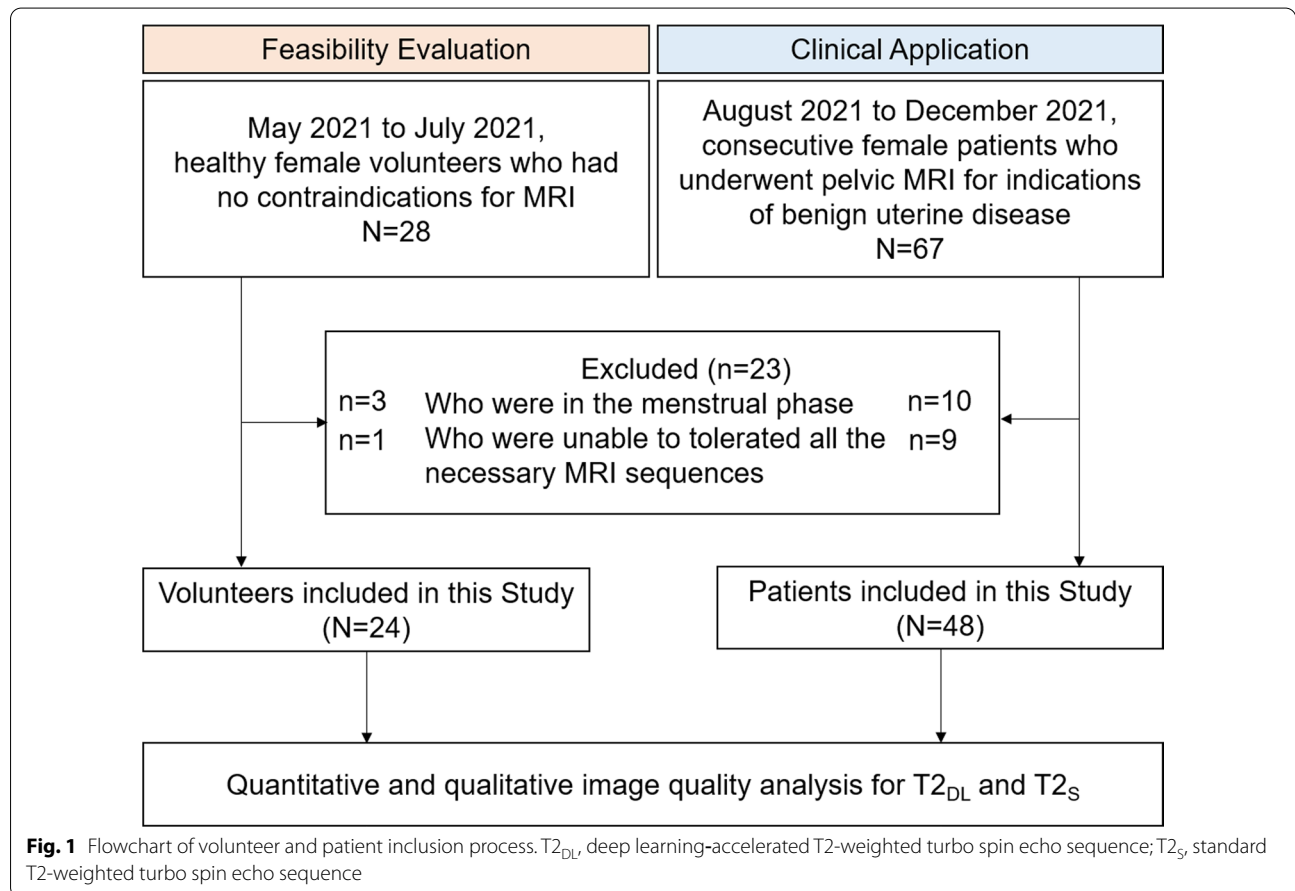 Feasibility Evaluation
Clinical Application
May 2021 to July 2021,
healthy female volunteers who had
no contraindications for MRI
N=28
August 2021 to December 2021,
consecutive female patients who
underwent pelvic MRI for indications
of benign uterine disease
N=67
Excluded (n=23)
n=3 Who were in the menstrual phase n=10
n=1 Who were unable to tolerated all the n=9
necessary MRI sequences
Volunteers included in this Study
(N=24)
Patients included in this Study
(N=48)
Quantitative and qualitative image quality analysis for T2DL and T2S
Fig. 1 Flowchart of volunteer and patient inclusion process. T2DL, deep learning-accelerated T2-weighted turbo spin echo sequence; T2S, standard
T2-weighted turbo spin echo sequence